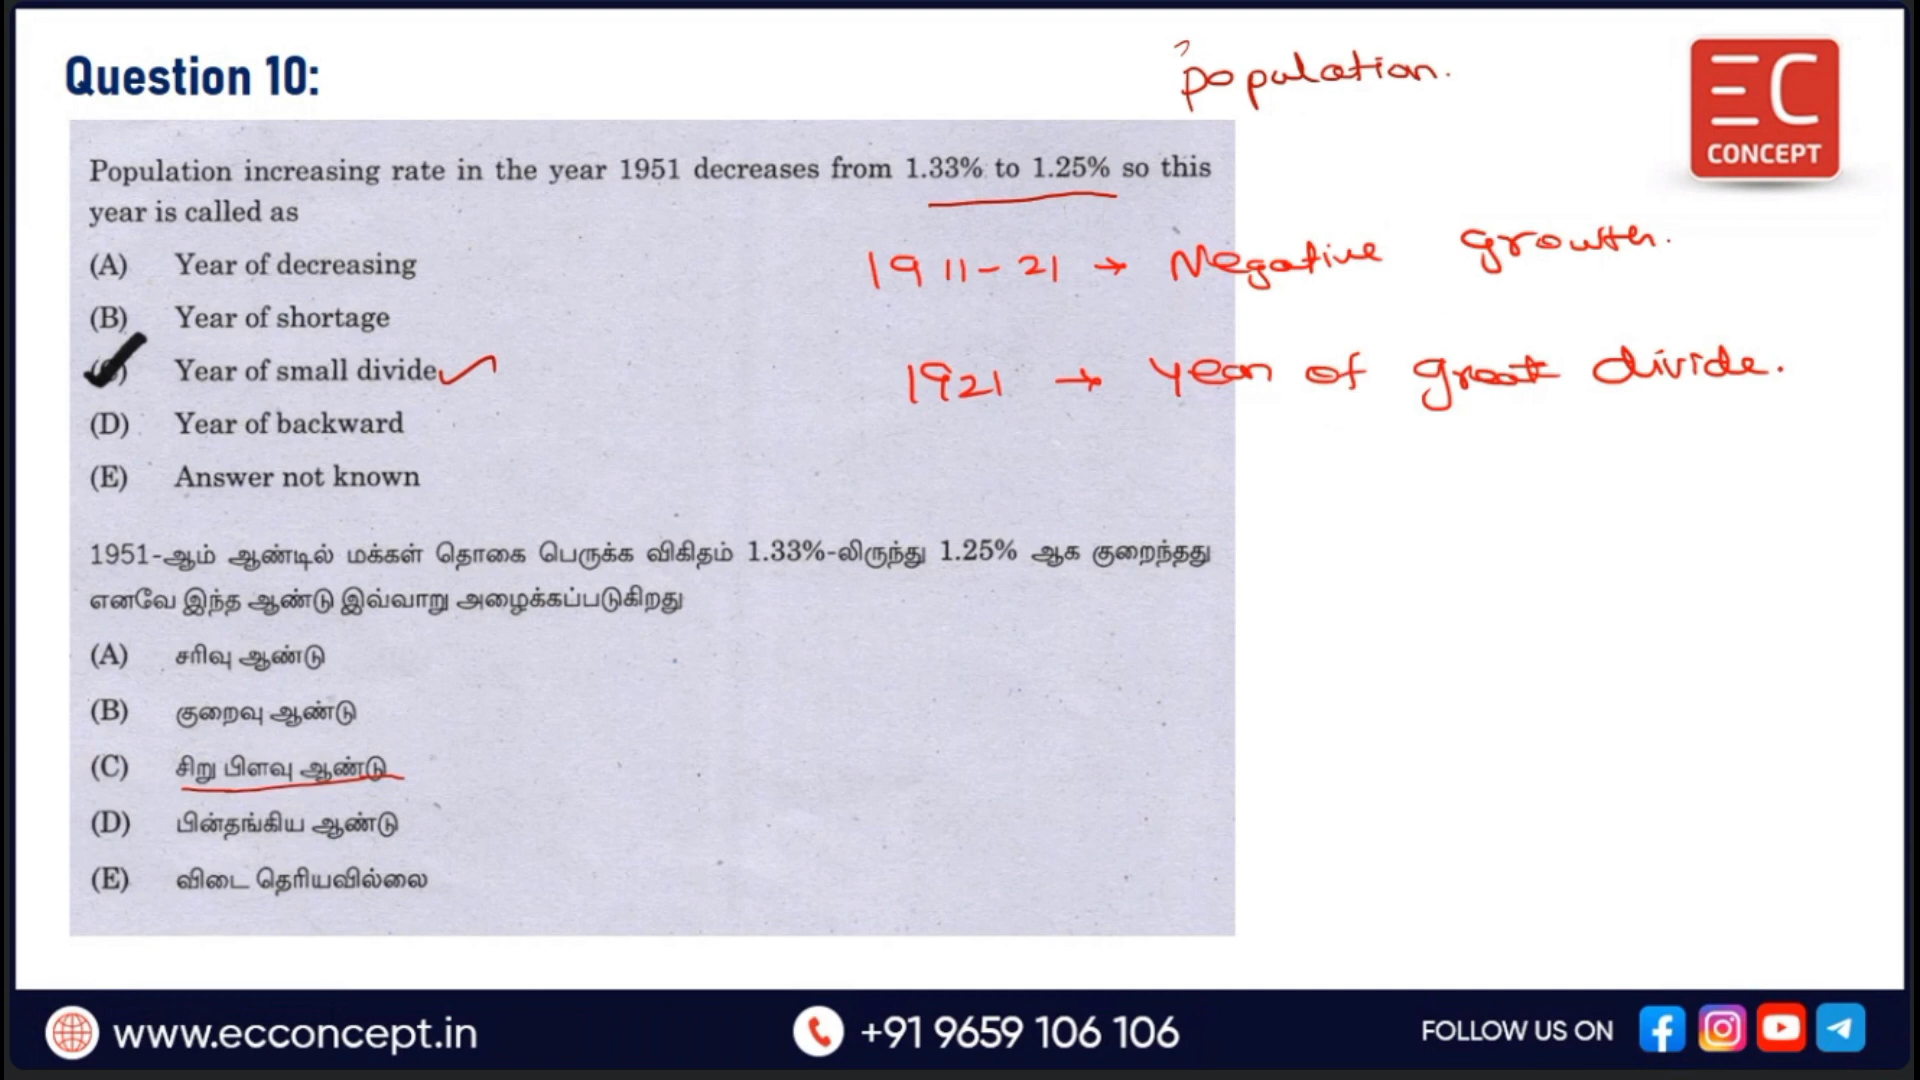 Question 10:
population.
EC
CONCEPT
Population increasing rate in the year 1951 decreases from 1.33% to 1.25% so this
year is called as
(A) Year of decreasing
(B) Year of shortage
(C) Year of small divide
(D) Year of backward
(E) Answer not known
1911-21 → Negative growth.
1921 → Year of great divide.
1951-ஆம் ஆண்டில் மக்கள் தொகை பெருக்க விகிதம் 1.33%-லிருந்து 1.25% ஆக குறைந்தது
எனவே இந்த ஆண்டு இவ்வாறு அழைக்கப்படுகிறது
(A) சரிவு ஆண்டு
(B) குறைவு ஆண்டு
(C) சிறு பிளவு ஆண்டு
(D) பின்தங்கிய ஆண்டு
(E) விடை தெரியவில்லை
www.ecconcept.in
+91 9659 106 106
FOLLOW US ON